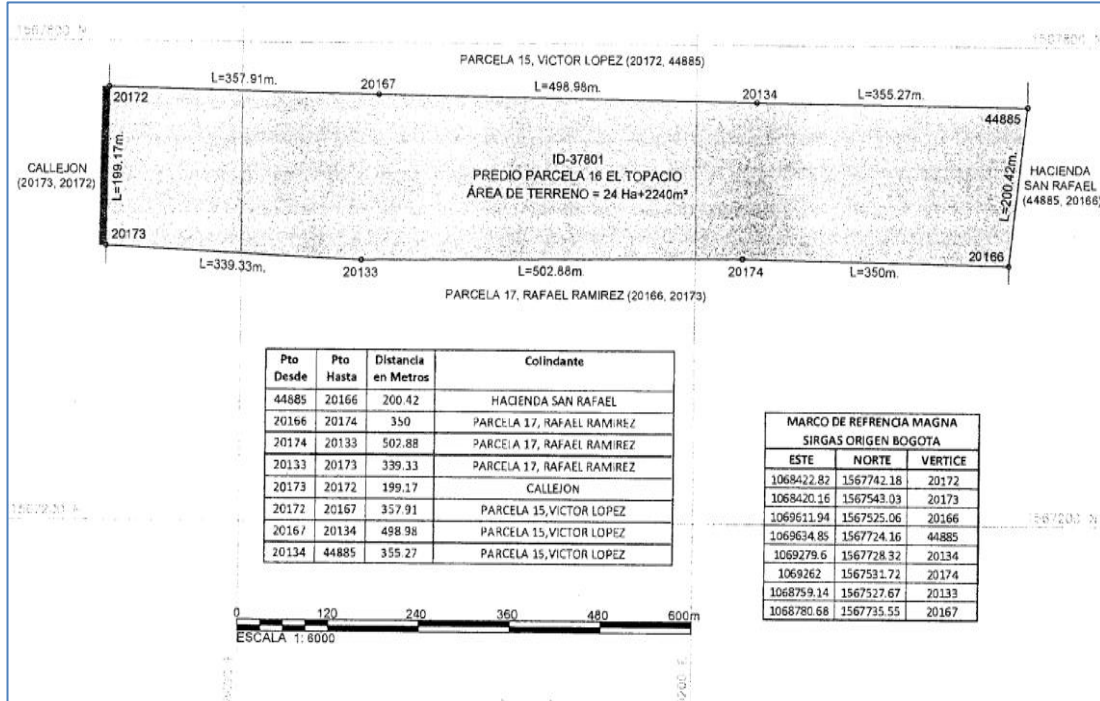 1567800 N
1567800 N
PARCELA 15, VICTOR LOPEZ (20172, 44885)
L=357.91m.
20167
L=498.98m.
20134
L=355.27m.
20172
44885
CALLEJON
(20173, 20172)
L=199.17m.
ID-37801
PREDIO PARCELA 16 EL TOPACIO
ÁREA DE TERRENO = 24 Ha+2240m²
L=200.42m.
HACIENDA
SAN RAFAEL
(44885, 20166)
20173
20166
L=339.33m.
20133
L=502.88m.
20174
L=350m.
PARCELA 17, RAFAEL RAMIREZ (20166, 20173)
Pto Desde Pto Hasta Distancia en Metros Colindante
44885 20166 200.42 HACIENDA SAN RAFAEL
20166 20174 350 PARCELA 17, RAFAEL RAMIREZ
20174 20133 502.88 PARCELA 17, RAFAEL RAMIREZ
20133 20173 339.33 PARCELA 17, RAFAEL RAMIREZ
20173 20172 199.17 CALLEJON
20172 20167 357.91 PARCELA 15,VICTOR LOPEZ
20167 20134 498.98 PARCELA 15,VICTOR LOPEZ
20134 44885 355.27 PARCELA 15,VICTOR LOPEZ
MARCO DE REFRENCIA MAGNA
SIRGAS ORIGEN BOGOTA
ESTE NORTE VERTICE
1068422.82 1567742.18 20172
1068420.16 1567543.03 20173
1069611.94 1567525.06 20166
1069634.85 1567724.16 44885
1069279.6 1567728.32 20134
1069262 1567531.72 20174
1068759.14 1567527.67 20133
1068780.68 1567735.55 20167
1567200 N
0 120 240 360 480 600m
ESCALA 1: 6000